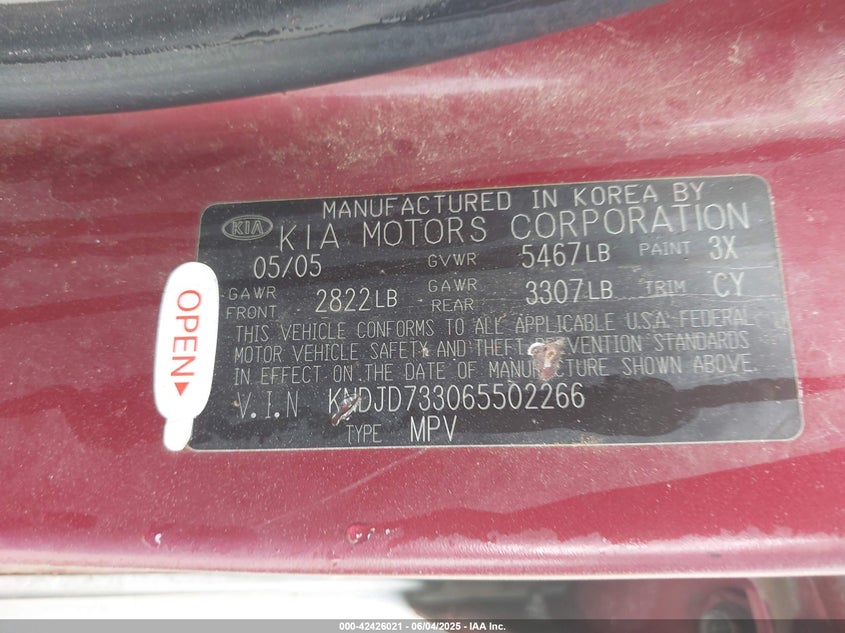 MANUFACTURED IN KOREA BY
KIA KIA MOTORS CORPORATION
05/05 GVWR 5467LB PAINT 3X
GAWR FRONT 2822LB GAWR REAR 3307LB TRIM CY
THIS VEHICLE CONFORMS TO ALL APPLICABLE U.S.A. FEDERAL
MOTOR VEHICLE SAFETY AND THEFT VENTION STANDARDS
IN EFFECT ON THE DATE OF MANUFACTURE SHOWN ABOVE.
V.I.N KNDJD733065502266
TYPE MPV
OPEN
000-42426021 - 06/04/2025 - IAA Inc.